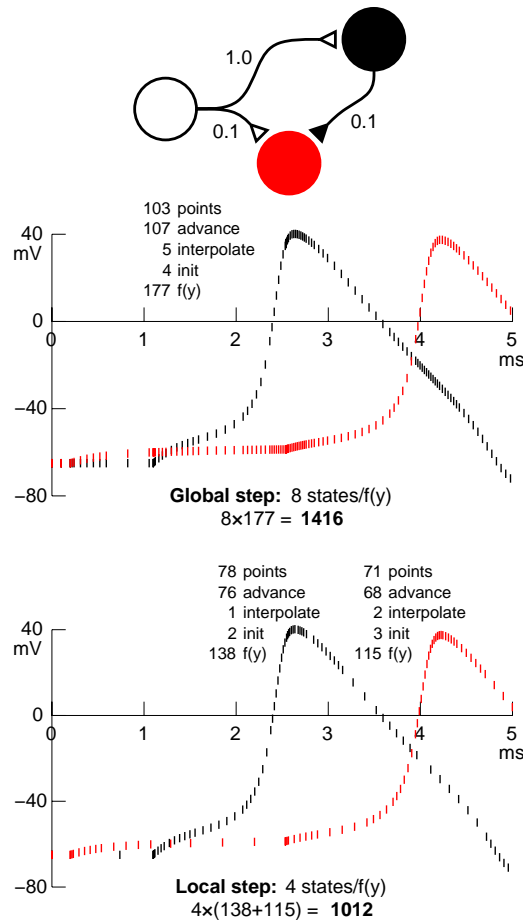 1.0
0.1
0.1
103 points
107 advance
5 interpolate
4 init
177 f(y)
40
mV
0
0
1
2
3
4
5
ms
−40
−80
Global step: 8 states/f(y)
8×177 = 1416
78 points
76 advance
1 interpolate
2 init
138 f(y)
71 points
68 advance
2 interpolate
3 init
115 f(y)
40
mV
0
0
1
2
3
4
5
ms
−40
−80
Local step: 4 states/f(y)
4×(138+115) = 1012